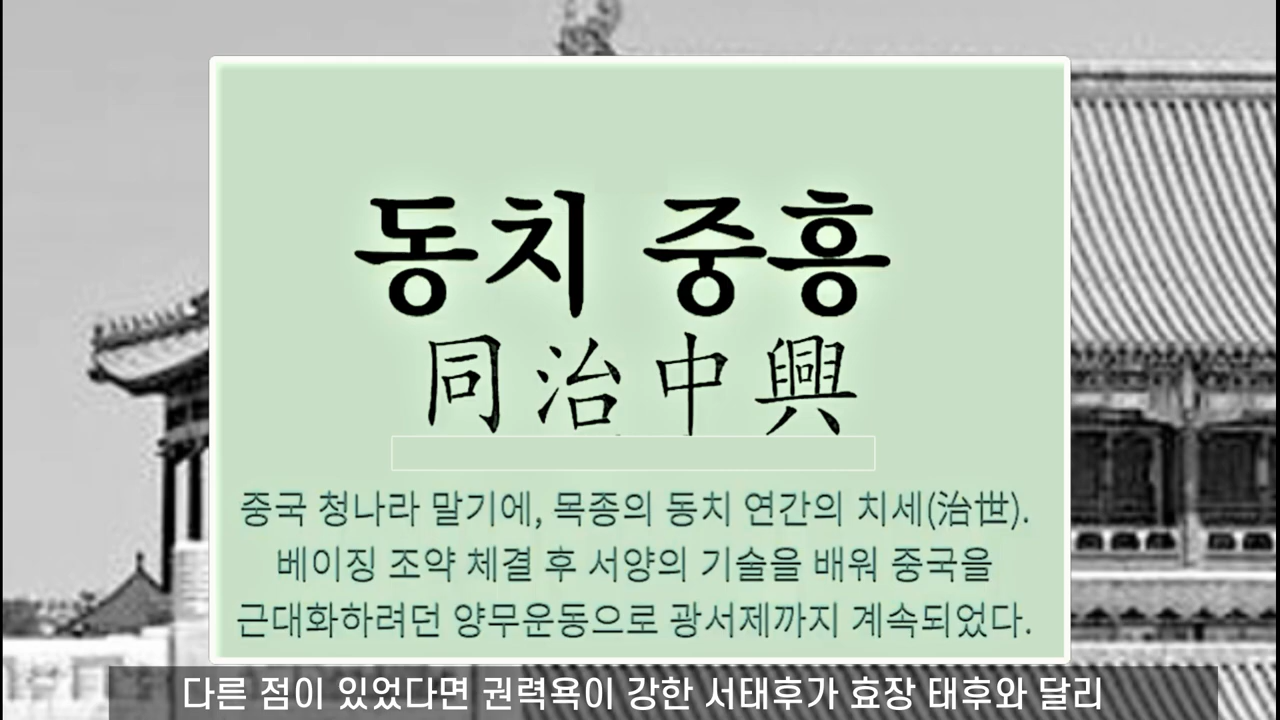 동치 중흥
同治中興
중국 청나라 말기에, 목종의 동치 연간의 치세(治世).
베이징 조약 체결 후 서양의 기술을 배워 중국을
근대화하려던 양무운동으로 광서제까지 계속되었다.
다른 점이 있었다면 권력욕이 강한 서태후가 효장 태후와 달리